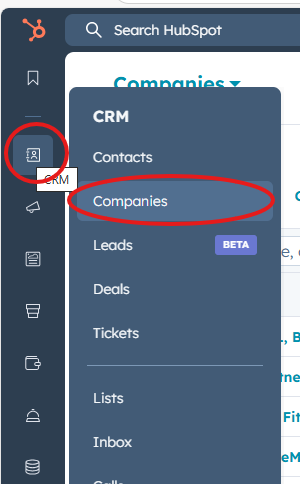 Search HubSpot
Companies
CRM
Contacts
CRM
Companies
Leads BETA
Deals
Tickets
Lists
Inbox